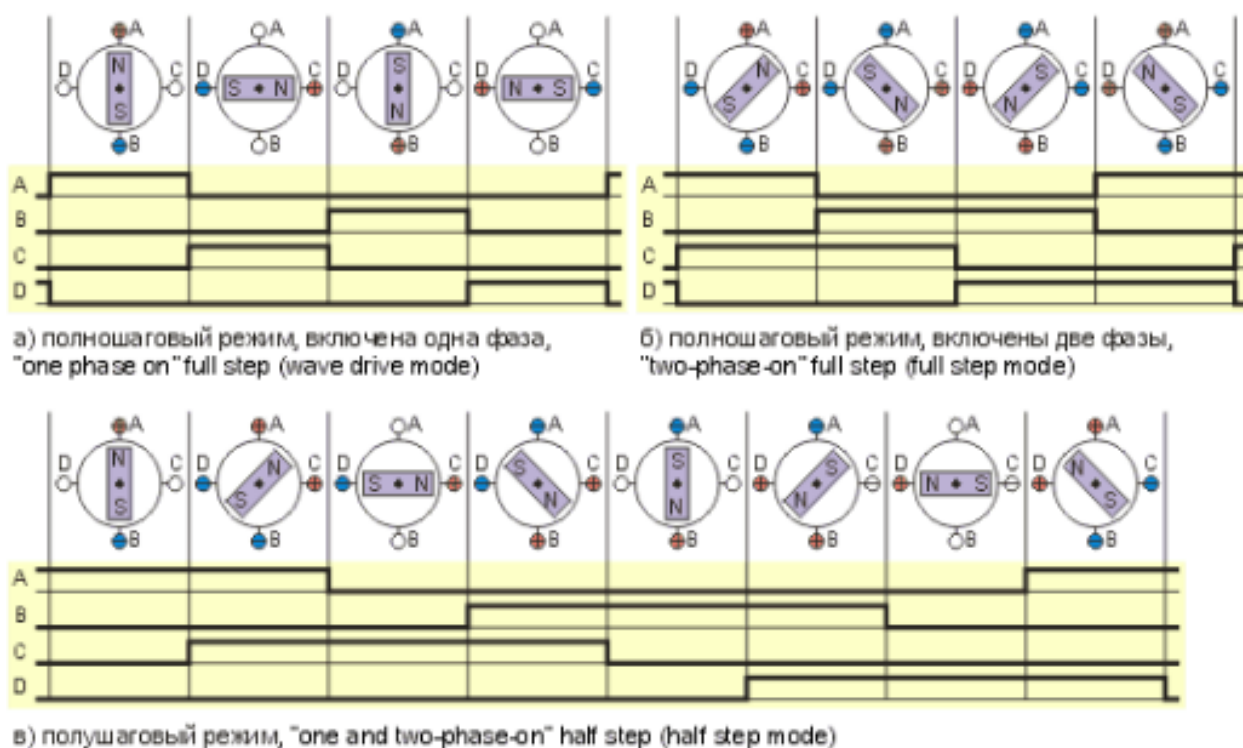 A A A A A A A A
D N C D C D S C D C D N C D S C D S C D N C
S S N N N S S N N S
B B B B B B B B
A A
B B
C C
D D
а) полношаговый режим, включена одна фаза,
"one phase on" full step (wave drive mode)
б) полношаговый режим, включены две фазы,
"two-phase-on" full step (full step mode)
A A A A A A A A
D N C D N C D C D S C D S C D S C D C D N C
S S S N N N N N S S
B B B B B B B B
A
B
C
D
в) полушаговый режим, "one and two-phase-on" half step (half step mode)